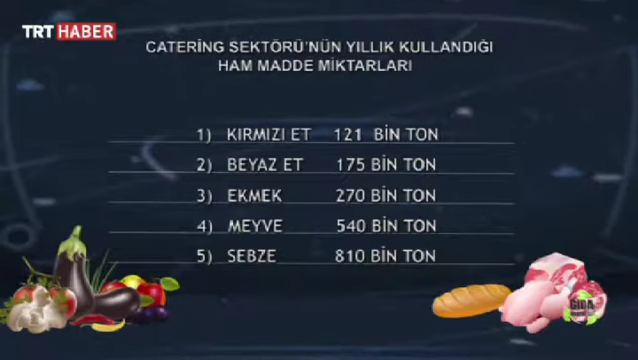 TRT HABER
CATERİNG SEKTÖRÜ'NÜN YILLIK KULLANDIĞI
HAM MADDE MİKTARLARI
1) KIRMIZI ET 121 BİN TON
2) BEYAZ ET 175 BİN TON
3) EKMEK 270 BİN TON
4) MEYVE 540 BİN TON
5) SEBZE 810 BİN TON
GIDA